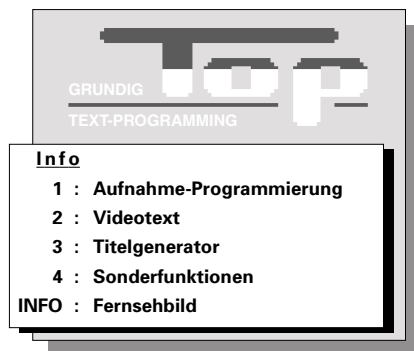 Top
GRUNDIG
TEXT-PROGRAMMING
Info
1 : Aufnahme-Programmierung
2 : Videotext
3 : Titelgenerator
4 : Sonderfunktionen
INFO : Fernsehbild